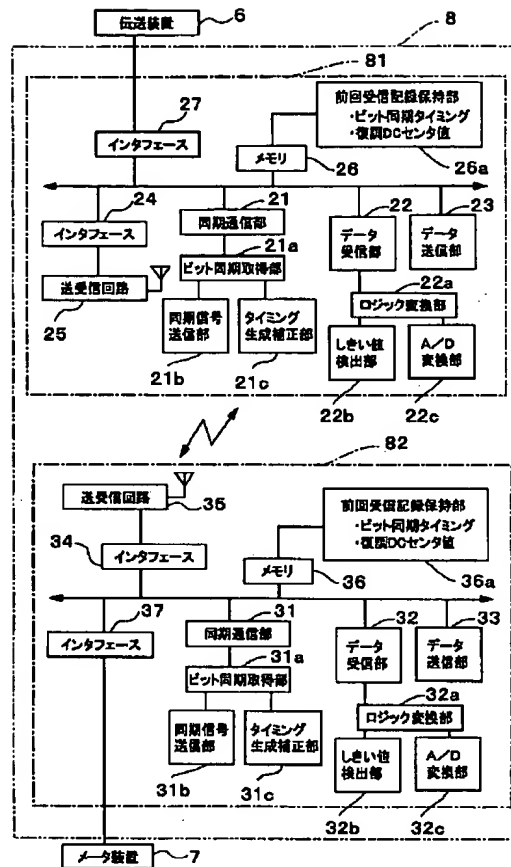 伝送装置
6
8
81
27
インタフェース
前回受信記録保持部
・ビット同期タイミング
・復調DCセンタ値
メモリ
26
26a
24
21
22
23
インタフェース
同期通信部
データ
受信部
データ
送信部
21a
ビット同期取得部
22a
送受信回路
25
ロジック変換部
同期信号
送信部
タイミング
生成補正部
しきい値
検出部
A/D
変換部
21b
21c
22b
22c
82
送受信回路
35
前回受信記録保持部
・ビット同期タイミング
・復調DCセンタ値
34
インタフェース
メモリ
36
36a
37
31
32
33
インタフェース
同期通信部
データ
受信部
データ
送信部
31a
ビット同期取得部
32a
ロジック変換部
同期信号
送信部
タイミング
生成補正部
しきい値
検出部
A/D
変換部
31b
31c
32b
32c
メータ装置
7